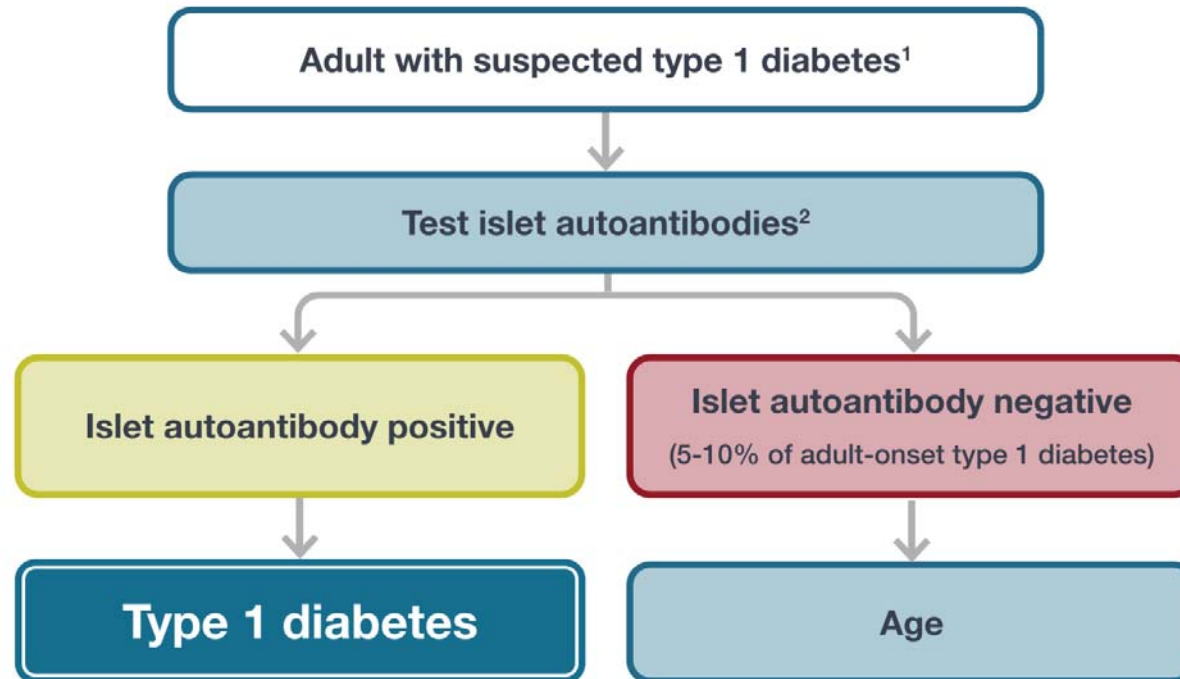 Adult with suspected type 1 diabetes¹
Test islet autoantibodies²
Islet autoantibody positive
Islet autoantibody negative
(5-10% of adult-onset type 1 diabetes)
Type 1 diabetes
Age